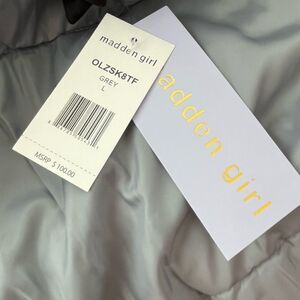 madden girl
OLZSK8TF
GREY
L
MSRP $ 100.00
madden girl